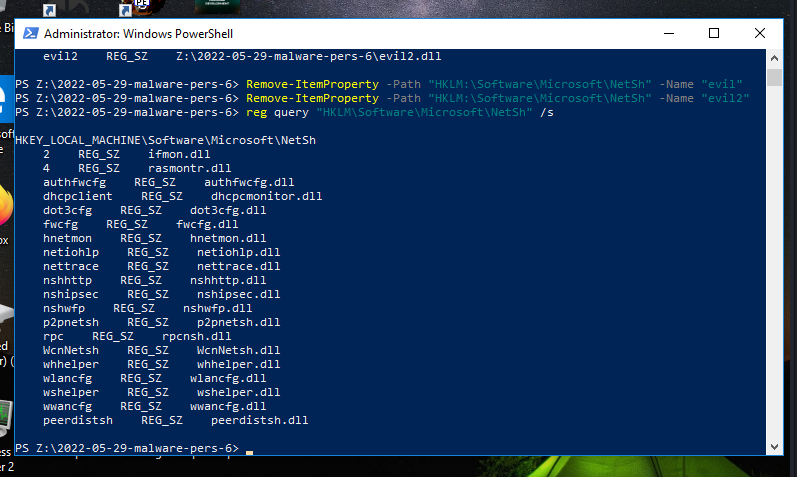 Administrator: Windows PowerShell
evil2 REG_SZ Z:\2022-05-29-malware-pers-6\evil2.dll
PS Z:\2022-05-29-malware-pers-6> Remove-ItemProperty -Path "HKLM:\Software\Microsoft\NetSh" -Name "evil"
PS Z:\2022-05-29-malware-pers-6> Remove-ItemProperty -Path "HKLM:\Software\Microsoft\NetSh" -Name "evil2"
PS Z:\2022-05-29-malware-pers-6> reg query "HKLM\Software\Microsoft\NetSh" /s
HKEY_LOCAL_MACHINE\Software\Microsoft\NetSh
2 REG_SZ ifmon.dll
4 REG_SZ rasmontr.dll
authfwcfg REG_SZ authfwcfg.dll
dhcpclient REG_SZ dhcpcmonitor.dll
dot3cfg REG_SZ dot3cfg.dll
fwcfg REG_SZ fwcfg.dll
hnetmon REG_SZ hnetmon.dll
netiohlp REG_SZ netiohlp.dll
nettrace REG_SZ nettrace.dll
nshhttp REG_SZ nshhttp.dll
nshipsec REG_SZ nshipsec.dll
nshwfp REG_SZ nshwfp.dll
p2pnetsh REG_SZ p2pnetsh.dll
rpc REG_SZ rpcnsh.dll
WcnNetsh REG_SZ WcnNetsh.dll
whhelper REG_SZ whhelper.dll
wlancfg REG_SZ wlancfg.dll
wshelper REG_SZ wshelper.dll
wwancfg REG_SZ wwancfg.dll
peerdistsh REG_SZ peerdistsh.dll
PS Z:\2022-05-29-malware-pers-6>